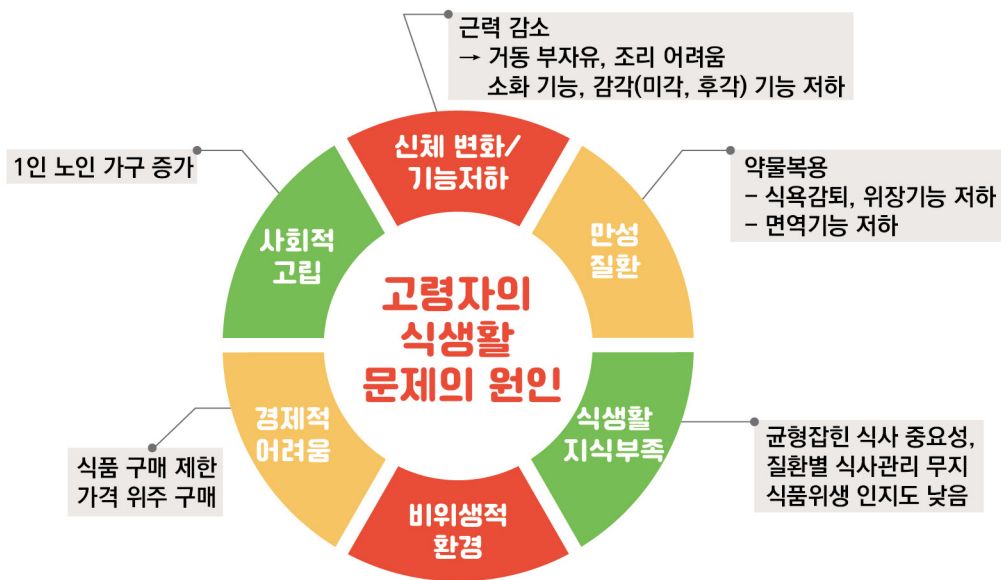 근력 감소
→ 거동 부자유, 조리 어려움
소화 기능, 감각(미각, 후각) 기능 저하
신체 변화/
기능저하
1인 노인 가구 증가
약물복용
– 식욕감퇴, 위장기능 저하
– 면역기능 저하
사회적
고립
만성
질환
고령자의
식생활
문제의 원인
경제적
어려움
식생활
지식부족
식품 구매 제한
가격 위주 구매
균형잡힌 식사 중요성,
질환별 식사관리 무지
식품위생 인지도 낮음
비위생적
환경